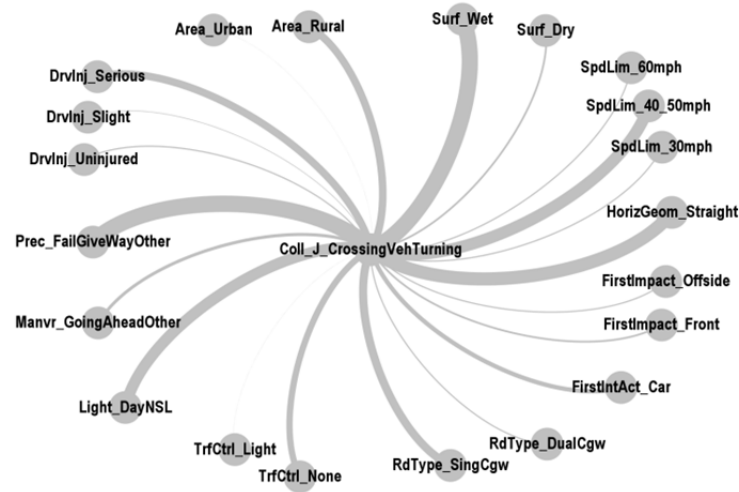 Surf_Wet
Area_Rural
Area_Urban
Surf_Dry
SpdLim_60mph
DrvInj_Serious
SpdLim_40_50mph
DrvInj_Slight
SpdLim_30mph
DrvInj_Uninjured
HorizGeom_Straight
Prec_FailGiveWayOther
Coll_J_CrossingVehTurning
FirstImpact_Offside
Manvr_GoingAheadOther
FirstImpact_Front
FirstIntAct_Car
Light_DayNSL
RdType_DualCgw
TrfCtrl_Light
RdType_SingCgw
TrfCtrl_None